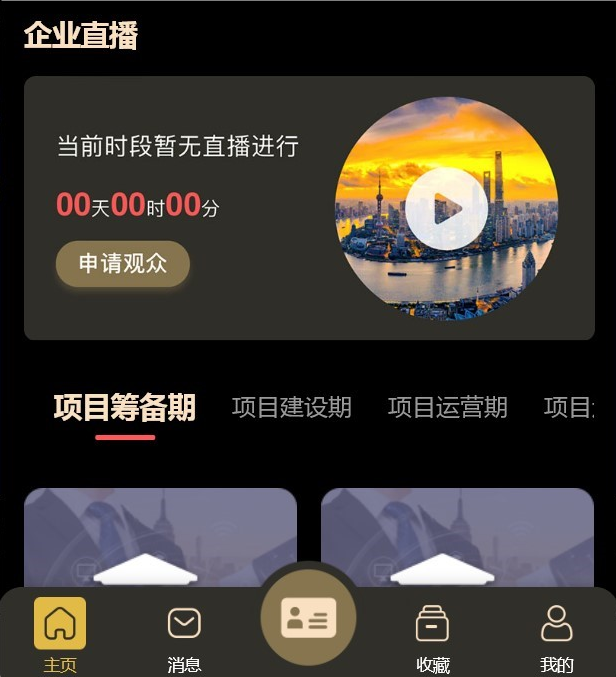 企业直播
当前时段暂无直播进行
00天00时00分
申请观众
项目筹备期 项目建设期 项目运营期 项目
主页 消息 收藏 我的